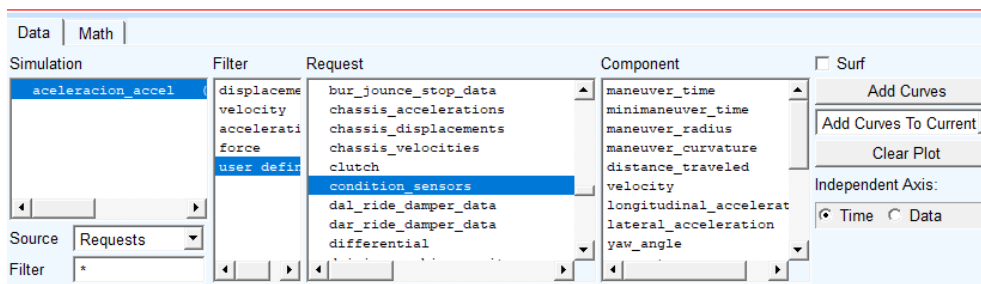 Data Math
Simulation Filter Request Component Surf
aceleracion_accel (
displaceme
velocity
accelerati
force
user defin
bur_jounce_stop_data
chassis_accelerations
chassis_displacements
chassis_velocities
clutch
condition_sensors
dal_ride_damper_data
dar_ride_damper_data
differential
maneuver_time
minimaneuver_time
maneuver_radius
maneuver_curvature
distance_traveled
velocity
longitudinal_accelerat
lateral_acceleration
yaw_angle
Add Curves
Add Curves To Current
Clear Plot
Independent Axis:
Time Data
Source Requests
Filter *